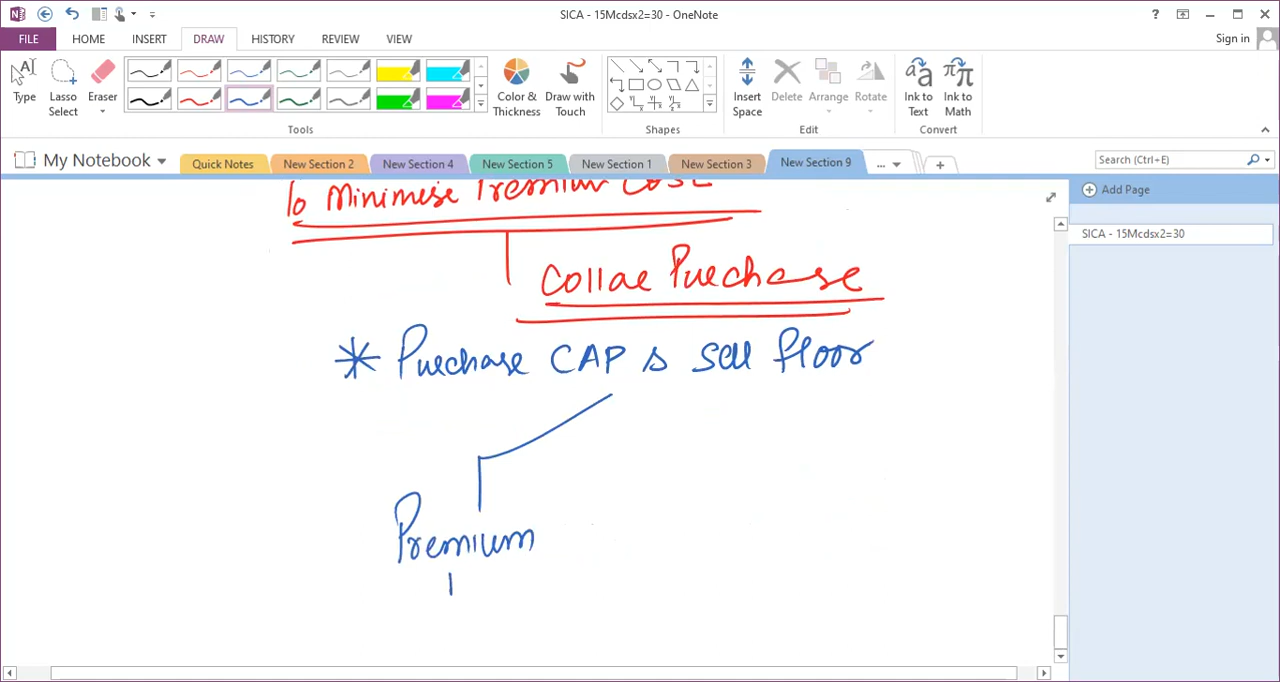 SICA - 15Mcdsx2=30 - OneNote
?
Sign in
FILE HOME INSERT DRAW HISTORY REVIEW VIEW
Type
Lasso Select
Eraser
Color & Thickness
Draw with Touch
Insert Space
Delete
Arrange
Rotate
Ink to Text
Ink to Math
Tools
Shapes
Edit
Convert
My Notebook
Quick Notes
New Section 2
New Section 4
New Section 5
New Section 1
New Section 3
New Section 9
...
Search (Ctrl+E)
Add Page
SICA - 15Mcdsx2=30
To Minimise Premium Cost
Collar Purchase
* Purchase CAP & Sell Floor
Premium